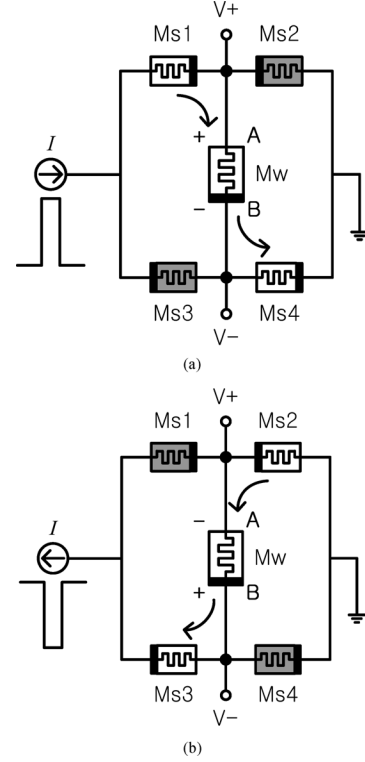 V+
Ms1 Ms2
+ A
I Mw
− B
Ms3 Ms4
V−
(a)
V+
Ms1 Ms2
− A
I Mw
+ B
Ms3 Ms4
V−
(b)